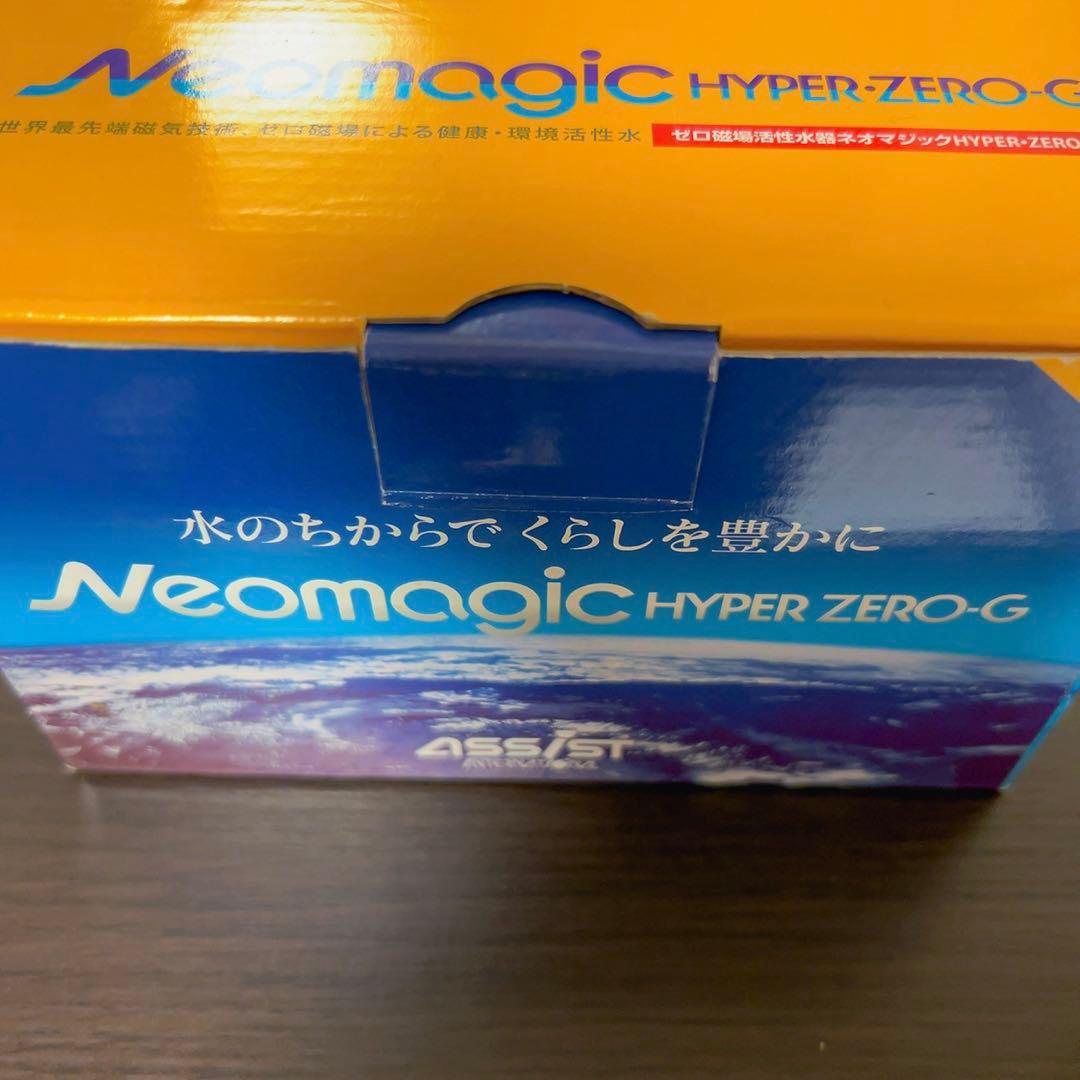 Neomagic HYPER・ZERO-G
世界最先端磁気技術、ゼロ磁場による健康・環境活性水
ゼロ磁場活性水器ネオマジックHYPER・ZERO
水のちからで くらしを豊かに
Neomagic HYPER ZERO-G
ASSIST
INTERNATIONAL